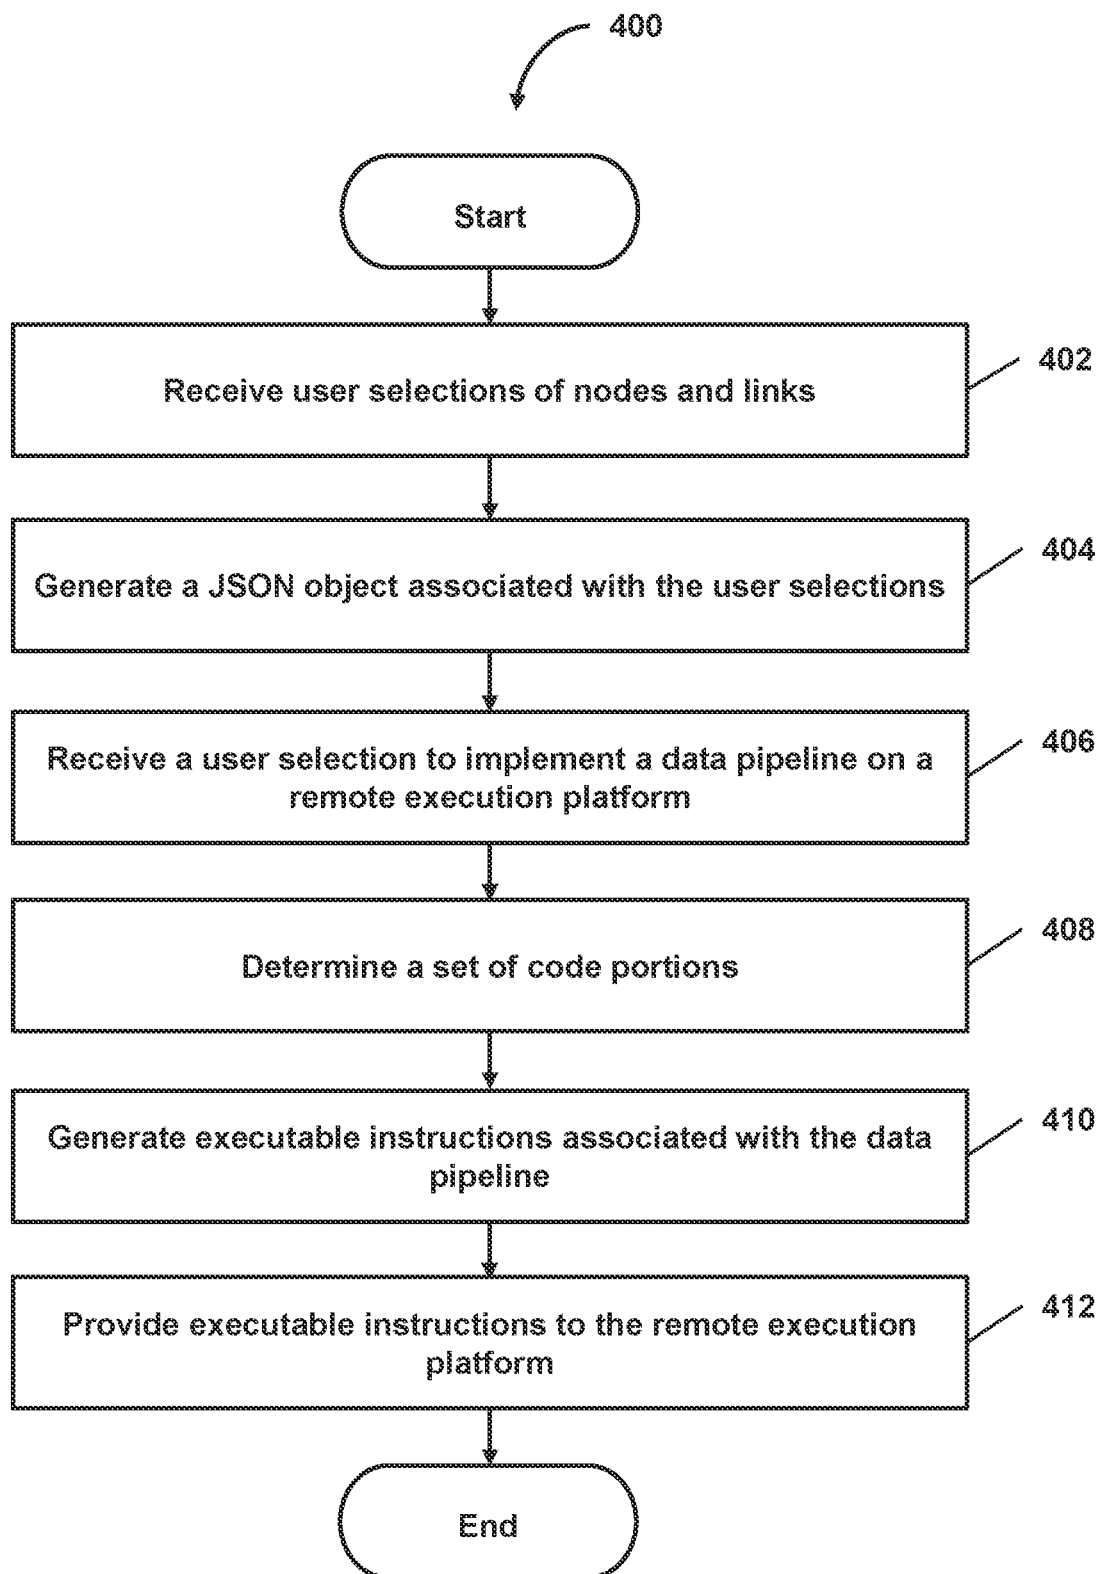 400
Start
Receive user selections of nodes and links
402
Generate a JSON object associated with the user selections
404
Receive a user selection to implement a data pipeline on a
remote execution platform
406
Determine a set of code portions
408
Generate executable instructions associated with the data
pipeline
410
Provide executable instructions to the remote execution
platform
412
End